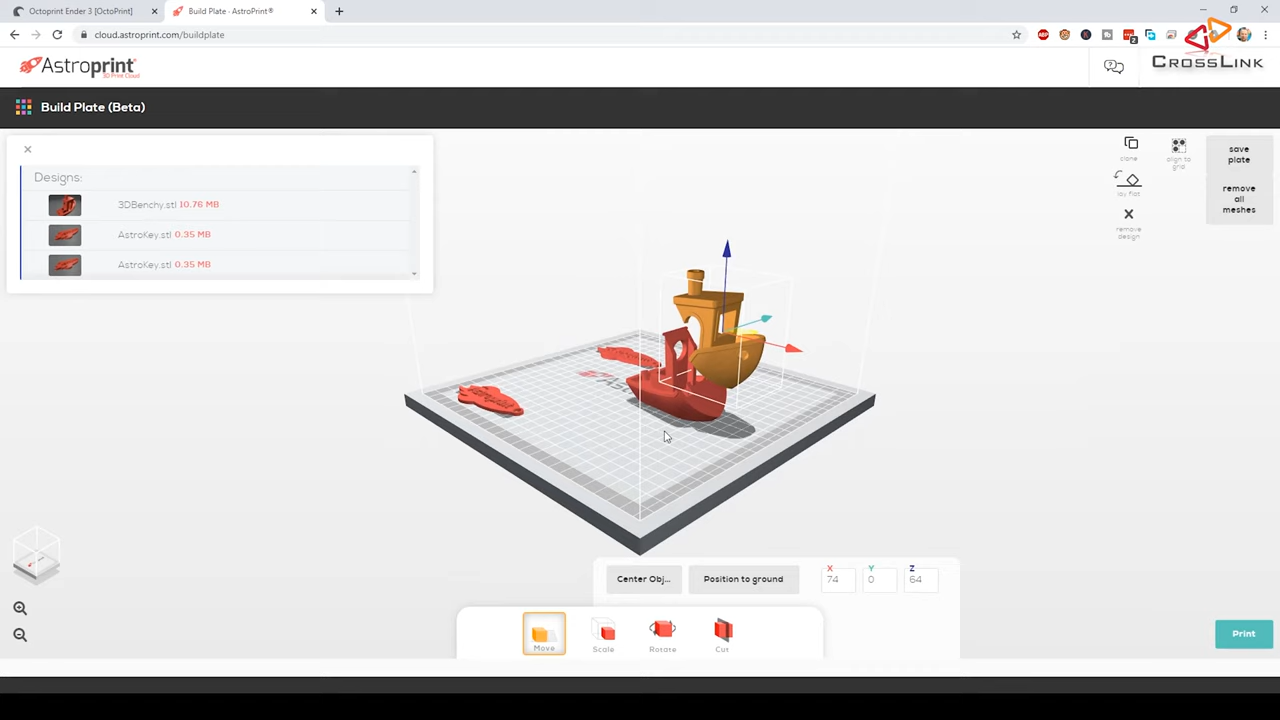 Octoprint Ender 3 [OctoPrint]
Build Plate - AstroPrint®
cloud.astroprint.com/buildplate
Astroprint®
3D Print Cloud
CROSSLINK
Build Plate (Beta)
Designs:
3DBenchy.stl 10.76 MB
AstroKey.stl 0.35 MB
AstroKey.stl 0.35 MB
clone
align to grid
save plate
lay flat
remove all meshes
remove design
Center Obj...
Position to ground
X
74
Y
0
Z
64
Move
Scale
Rotate
Cut
Print